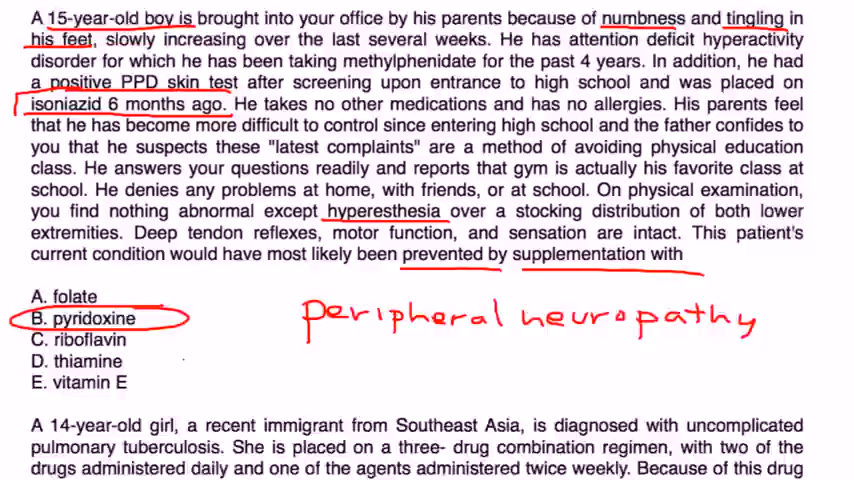 A 15-year-old boy is brought into your office by his parents because of numbness and tingling in
his feet, slowly increasing over the last several weeks. He has attention deficit hyperactivity
disorder for which he has been taking methylphenidate for the past 4 years. In addition, he had
a positive PPD skin test after screening upon entrance to high school and was placed on
isoniazid 6 months ago. He takes no other medications and has no allergies. His parents feel
that he has become more difficult to control since entering high school and the father confides to
you that he suspects these "latest complaints" are a method of avoiding physical education
class. He answers your questions readily and reports that gym is actually his favorite class at
school. He denies any problems at home, with friends, or at school. On physical examination,
you find nothing abnormal except hyperesthesia over a stocking distribution of both lower
extremities. Deep tendon reflexes, motor function, and sensation are intact. This patient's
current condition would have most likely been prevented by supplementation with
A. folate
B. pyridoxine
peripheral neuropathy
C. riboflavin
D. thiamine
E. vitamin E
A 14-year-old girl, a recent immigrant from Southeast Asia, is diagnosed with uncomplicated
pulmonary tuberculosis. She is placed on a three- drug combination regimen, with two of the
drugs administered daily and one of the agents administered twice weekly. Because of this drug